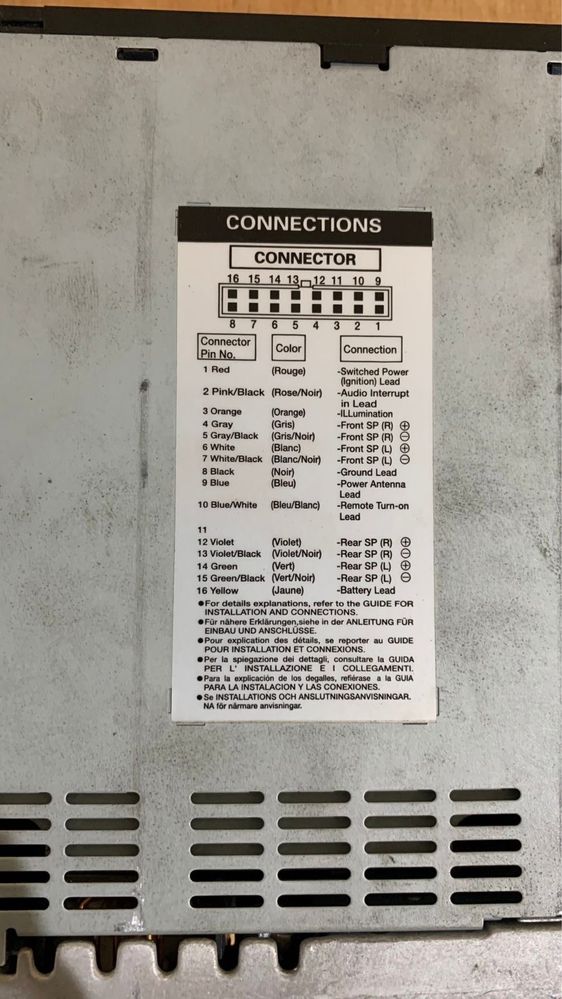 CONNECTIONS
CONNECTOR
16 15 14 13 12 11 10 9
8 7 6 5 4 3 2 1
Connector Pin No. Color Connection
1 Red (Rouge) -Switched Power
(Ignition) Lead
2 Pink/Black (Rose/Noir) -Audio Interrupt
in Lead
3 Orange (Orange) -ILLumination
4 Gray (Gris) -Front SP (R) ⊕
5 Gray/Black (Gris/Noir) -Front SP (R) ⊖
6 White (Blanc) -Front SP (L) ⊕
7 White/Black (Blanc/Noir) -Front SP (L) ⊖
8 Black (Noir) -Ground Lead
9 Blue (Bleu) -Power Antenna
Lead
10 Blue/White (Bleu/Blanc) -Remote Turn-on
Lead
11
12 Violet (Violet) -Rear SP (R) ⊕
13 Violet/Black (Violet/Noir) -Rear SP (R) ⊖
14 Green (Vert) -Rear SP (L) ⊕
15 Green/Black (Vert/Noir) -Rear SP (L) ⊖
16 Yellow (Jaune) -Battery Lead
●For details explanations, refer to the GUIDE FOR
INSTALLATION AND CONNECTIONS.
●Für nähere Erklärungen,siehe in der ANLEITUNG FÜR
EINBAU UND ANSCHLÜSSE.
●Pour explication des détails, se reporter au GUIDE
POUR INSTALLATION ET CONNEXIONS.
●Per la spiegazione dei dettagli, consultare la GUIDA
PER L' INSTALLAZIONE E I COLLEGAMENTI.
●Para la explicación de los degalles, refiérase a la GUIA
PARA LA INSTALACION Y LAS CONEXIONES.
●Se INSTALLATIONS OCH ANSLUTNINGSANVISNINGAR.
NA för närmare anvisningar.